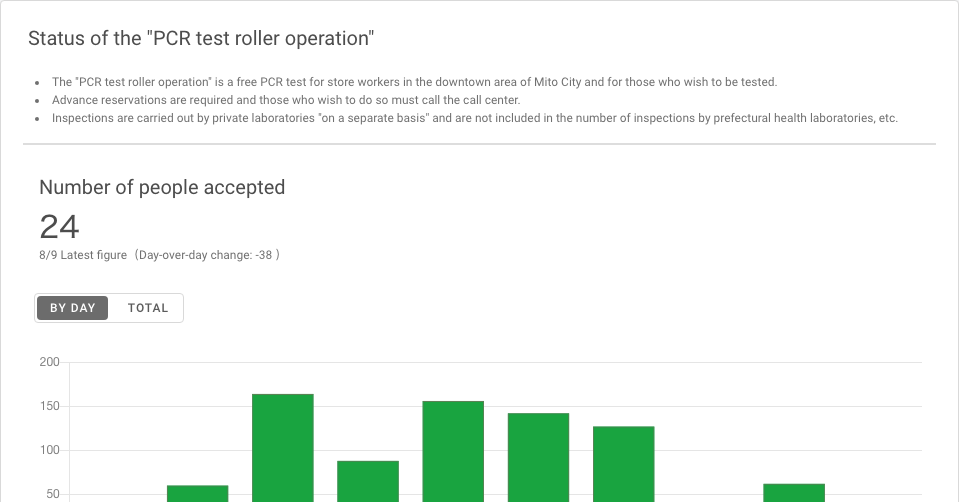 Status of the "PCR test roller operation"
The "PCR test roller operation" is a free PCR test for store workers in the downtown area of Mito City and for those who wish to be tested.
Advance reservations are required and those who wish to do so must call the call center.
Inspections are carried out by private laboratories "on a separate basis" and are not included in the number of inspections by prefectural health laboratories, etc.
Number of people accepted
24
8/9 Latest figure（Day-over-day change: -38 ）
BY DAY TOTAL
200
150
100
50